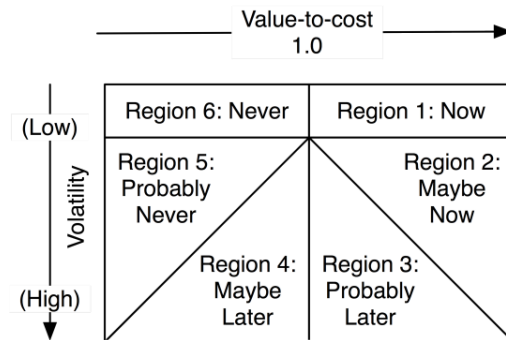 Value-to-cost
1.0
(Low)
Volatility
(High)
Region 6: Never
Region 1: Now
Region 5:
Probably
Never
Region 2:
Maybe
Now
Region 4:
Maybe
Later
Region 3:
Probably
Later